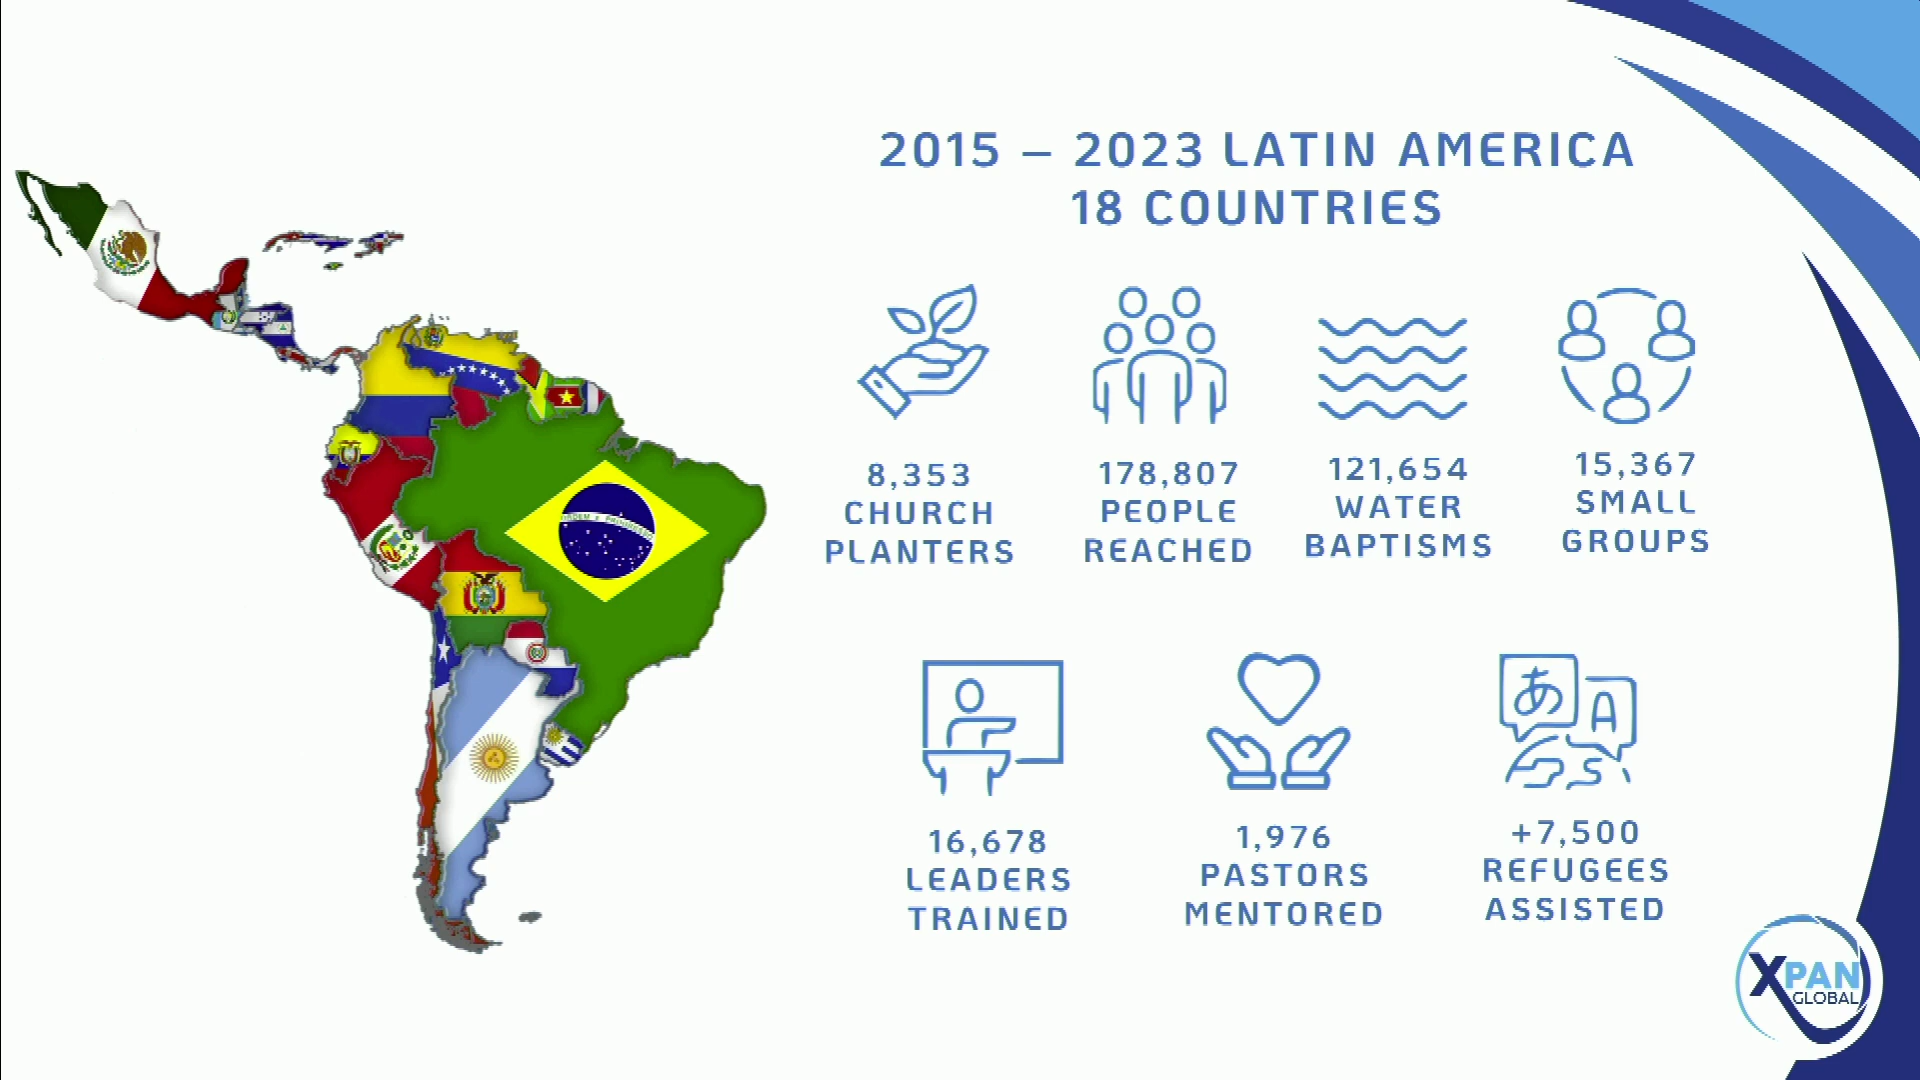 2015 – 2023 LATIN AMERICA
18 COUNTRIES
8,353
CHURCH
PLANTERS
178,807
PEOPLE
REACHED
121,654
WATER
BAPTISMS
15,367
SMALL
GROUPS
16,678
LEADERS
TRAINED
1,976
PASTORS
MENTORED
あ A
+7,500
REFUGEES
ASSISTED
XPAN
GLOBAL